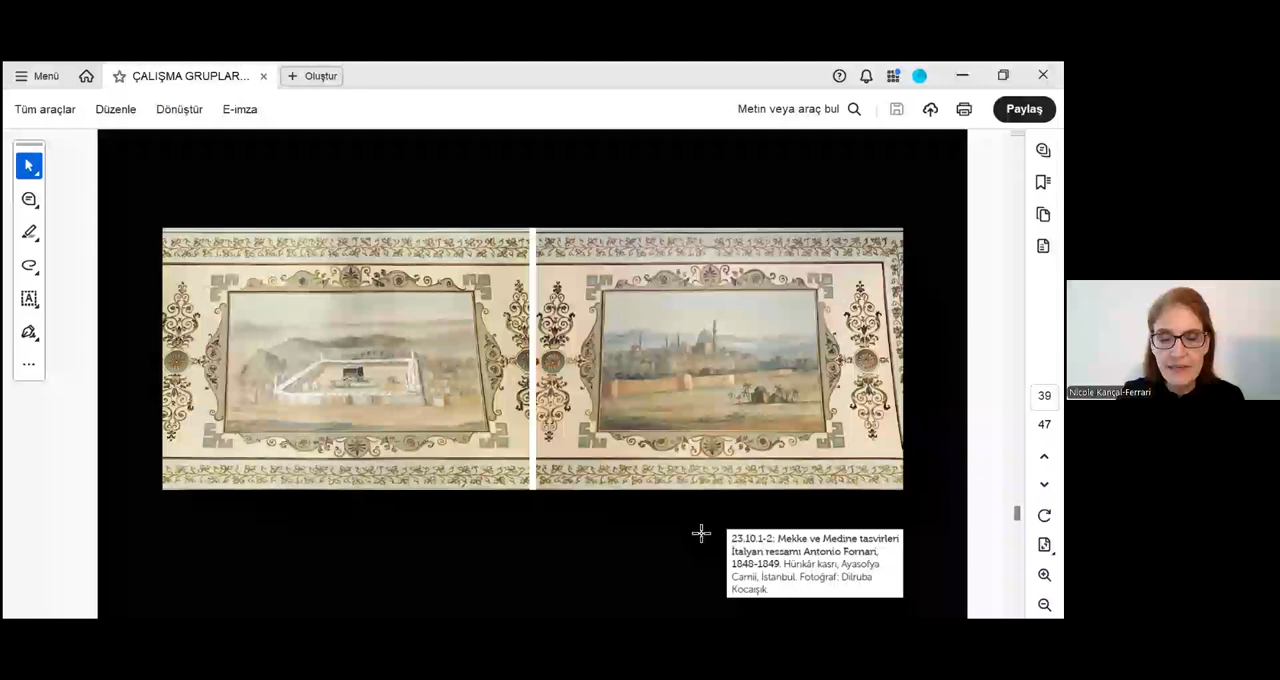 Menü
ÇALIŞMA GRUPLAR...
Oluştur
Tüm araçlar
Düzenle
Dönüştür
E-imza
Metin veya araç bul
Paylaş
39
47
Nicole Kançal-Ferrari
23.10.1-2: Mekke ve Medine tasvirleri
İtalyan ressamı Antonio Fornari,
1848-1849. Hünkâr kasrı, Ayasofya
Camii, İstanbul. Fotoğraf: Dilruba
Kocaışık.